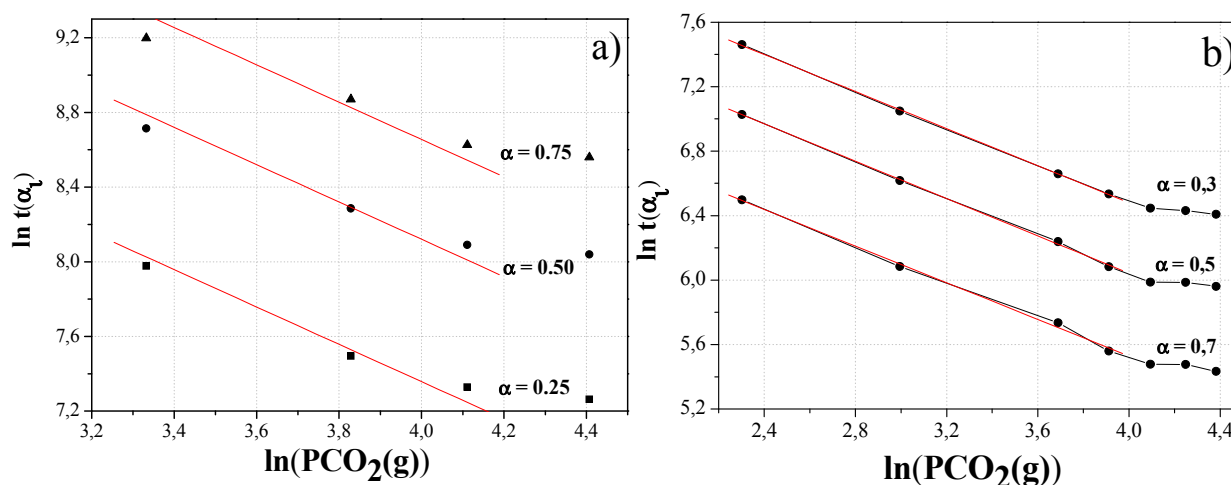 a)
9,2
8,8
8,4
8,0
7,6
7,2
ln t(αι)
α = 0.75
α = 0.50
α = 0.25
3,2 3,4 3,6 3,8 4,0 4,2 4,4
ln(PCO₂(g))
b)
7,6
7,2
6,8
6,4
6,0
5,6
5,2
ln t(αι)
α = 0,3
α = 0,5
α = 0,7
2,4 2,8 3,2 3,6 4,0 4,4
ln(PCO₂(g))